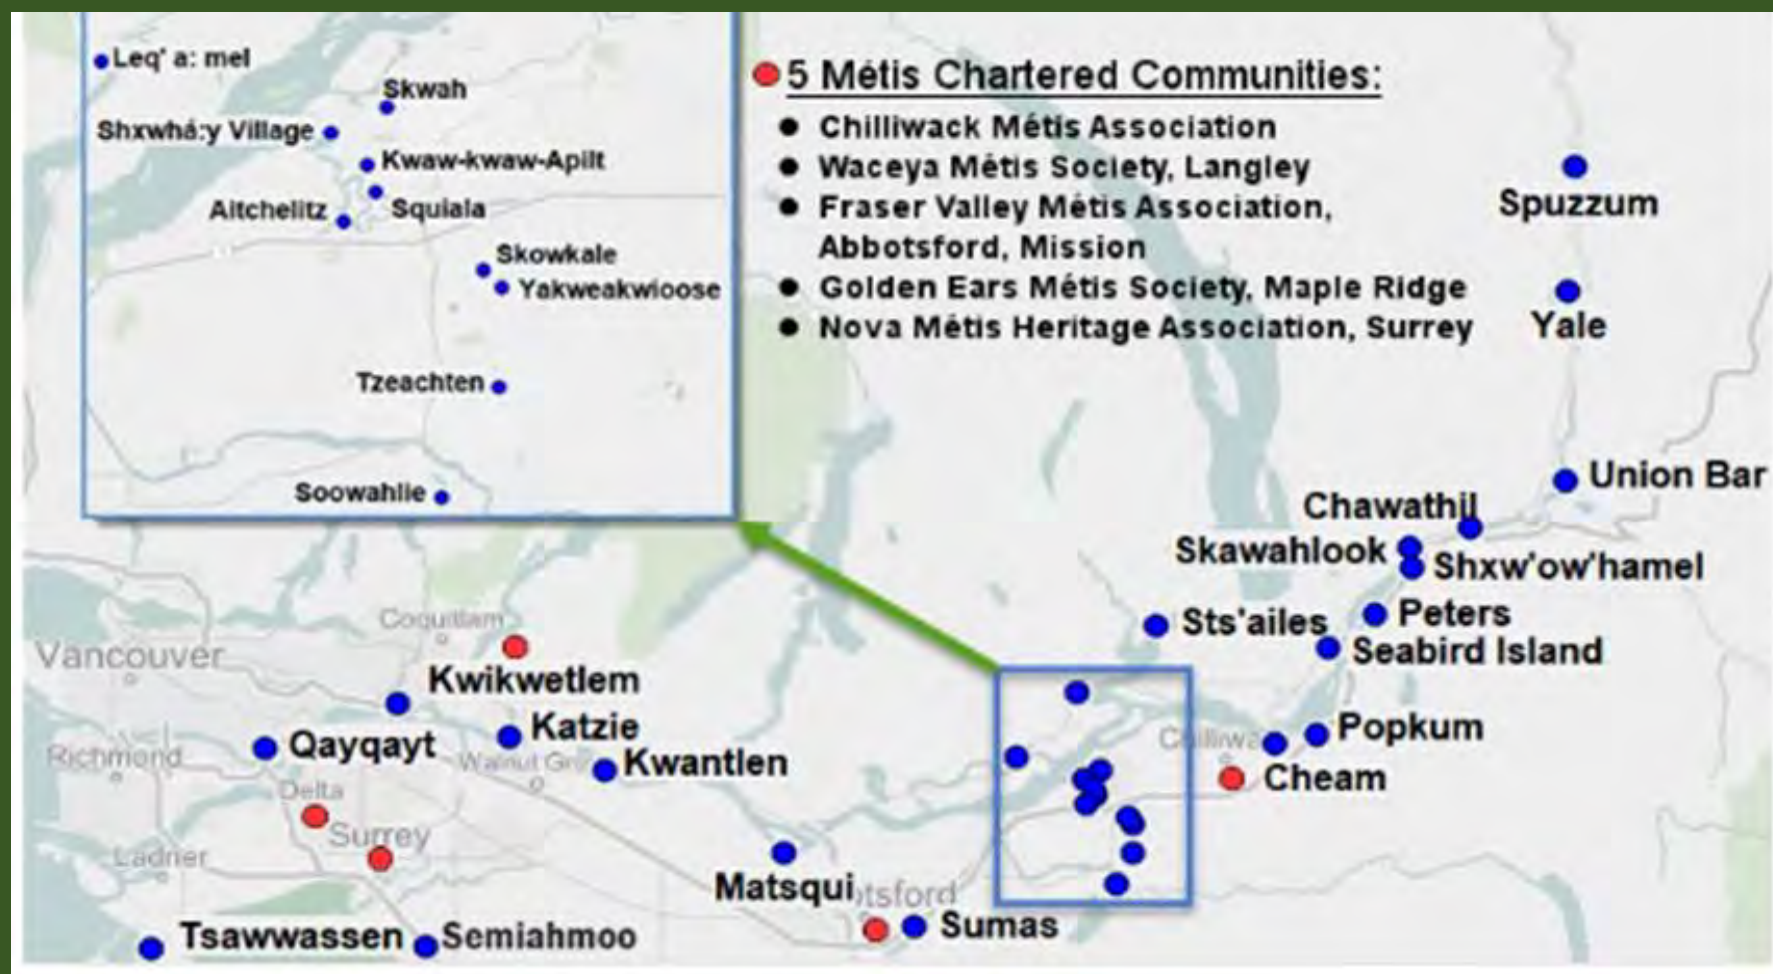 Leq' a: mel
Skwah
Shxwhá:y Village
Kwaw-kwaw-Apilt
Aitchelitz
Squiala
Skowkale
Yakweakwioose
Tzeachten
Soowahlie
5 Métis Chartered Communities:
Chilliwack Métis Association
Waceya Métis Society, Langley
Fraser Valley Métis Association,
Abbotsford, Mission
Golden Ears Métis Society, Maple Ridge
Nova Métis Heritage Association, Surrey
Spuzzum
Yale
Union Bar
Chawathil
Skawahlook
Shxw'ow'hamel
Peters
Sts'ailes
Seabird Island
Coquitlam
Vancouver
Kwikwetlem
Katzie
Qayqayt
Popkum
Richmond
Kwantlen
Cheam
Delta
Surrey
Ladner
Matsqui
Sumas
Tsawwassen
Semiahmoo